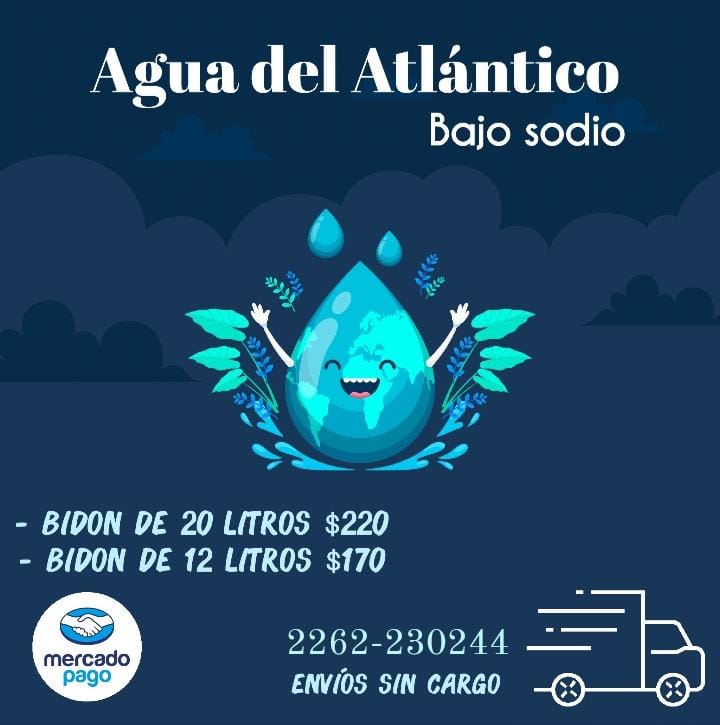 Agua del Atlántico
Bajo sodio
- BIDON DE 20 LITROS $220
- BIDON DE 12 LITROS $170
mercado
pago
2262-230244
ENVÍOS SIN CARGO